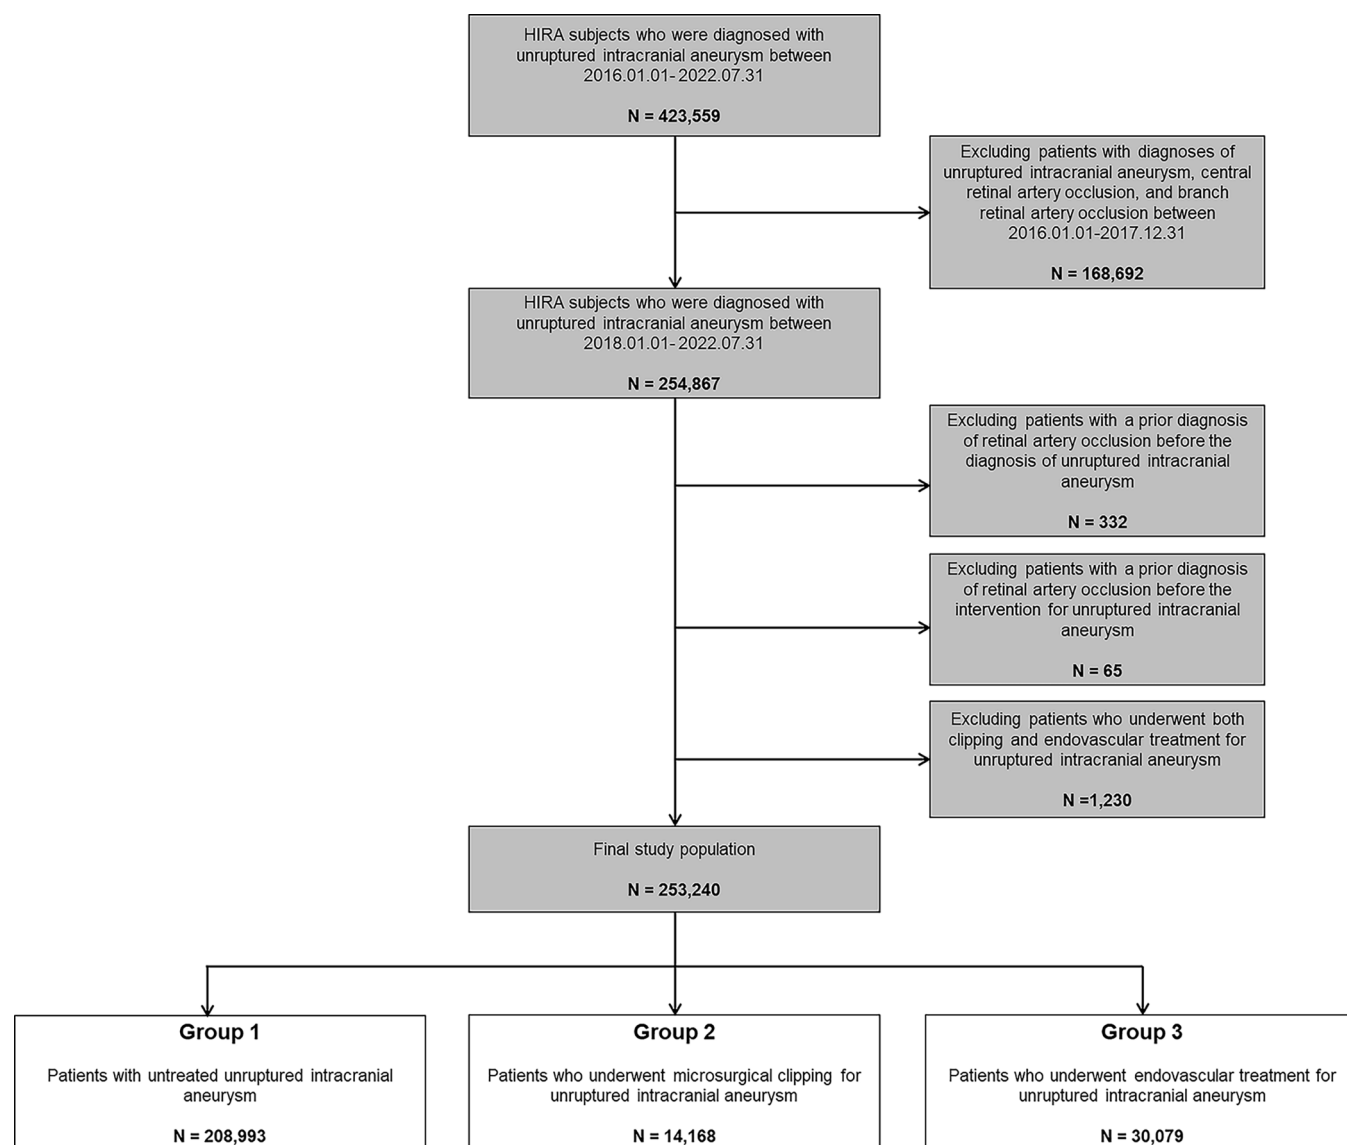 HIRA subjects who were diagnosed with
unruptured intracranial aneurysm between
2016.01.01- 2022.07.31
N = 423,559
Excluding patients with diagnoses of
unruptured intracranial aneurysm, central
retinal artery occlusion, and branch
retinal artery occlusion between
2016.01.01-2017.12.31
N = 168,692
HIRA subjects who were diagnosed with
unruptured intracranial aneurysm between
2018.01.01- 2022.07.31
N = 254,867
Excluding patients with a prior diagnosis
of retinal artery occlusion before the
diagnosis of unruptured intracranial
aneurysm
N = 332
Excluding patients with a prior diagnosis
of retinal artery occlusion before the
intervention for unruptured intracranial
aneurysm
N = 65
Excluding patients who underwent both
clipping and endovascular treatment for
unruptured intracranial aneurysm
N =1,230
Final study population
N = 253,240
Group 1
Patients with untreated unruptured intracranial
aneurysm
N = 208,993
Group 2
Patients who underwent microsurgical clipping for
unruptured intracranial aneurysm
N = 14,168
Group 3
Patients who underwent endovascular treatment for
unruptured intracranial aneurysm
N = 30,079